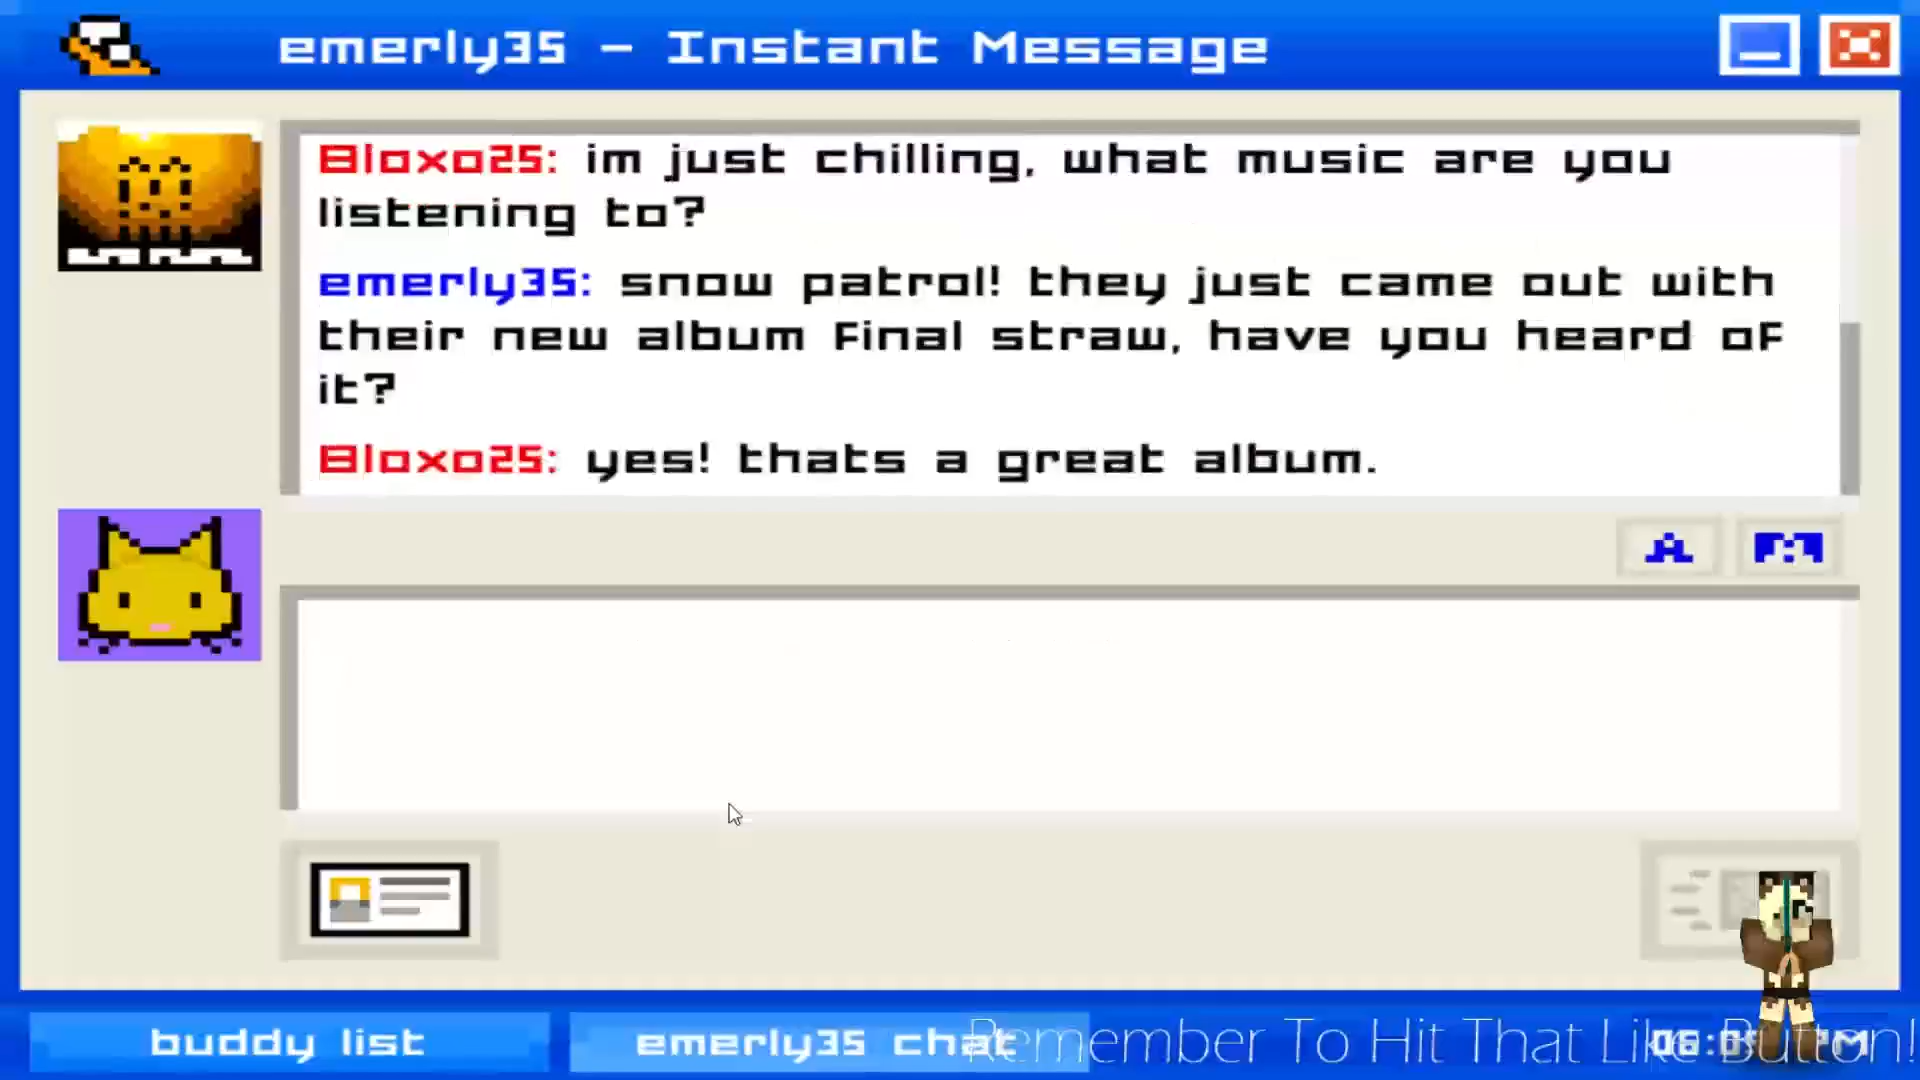 emerly35 - Instant Message
Bloxo25: im just chilling, what music are you
listening to?
emerly35: snow patrol! they just came out with
their new album Final straw, have you heard of
it?
Bloxo25: yes! thats a great album.
A
buddy list
emerly35 chat
Remember To Hit That Like Button!